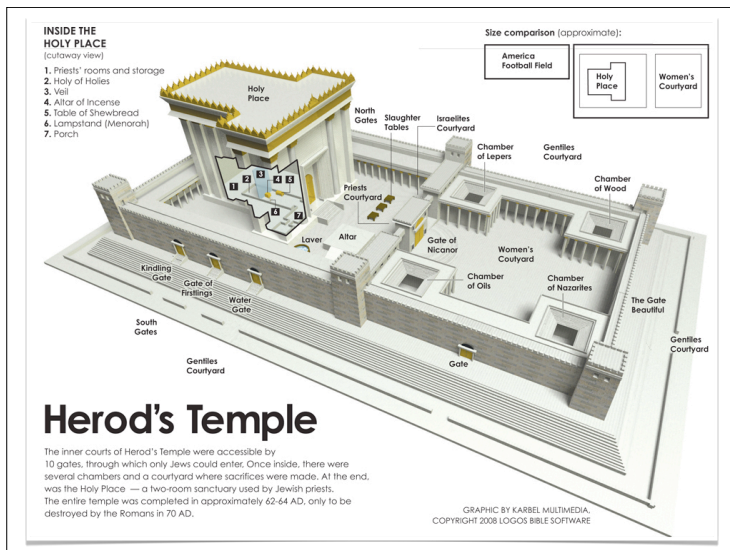 INSIDE THE
HOLY PLACE
(cutaway view)
1. Priests' rooms and storage
2. Holy of Holies
3. Veil
4. Altar of Incense
5. Table of Shewbread
6. Lampstand (Menorah)
7. Porch
Size comparison (approximate):
America
Football Field
Holy
Place
Women's
Courtyard
Holy
Place
North
Gates
Slaughter
Tables
Israelites
Courtyard
Chamber
of Lepers
Gentiles
Courtyard
Chamber
of Wood
Priests
Courtyard
1
2
3
4
5
6
7
Laver
Altar
Gate of
Nicanor
Women's
Coutyard
Chamber
of Oils
Chamber
of Nazarites
The Gate
Beautiful
Gentiles
Courtyard
Kindling
Gate
Gate of
Firstlings
Water
Gate
South
Gates
Gentiles
Courtyard
Gate
Herod's Temple
The inner courts of Herod's Temple were accessible by
10 gates, through which only Jews could enter. Once inside, there were
several chambers and a courtyard where sacrifices were made. At the end,
was the Holy Place — a two-room sanctuary used by Jewish priests.
The entire temple was completed in approximately 62-64 AD, only to be
destroyed by the Romans in 70 AD.
GRAPHIC BY KARBEL MULTIMEDIA,
COPYRIGHT 2008 LOGOS BIBLE SOFTWARE